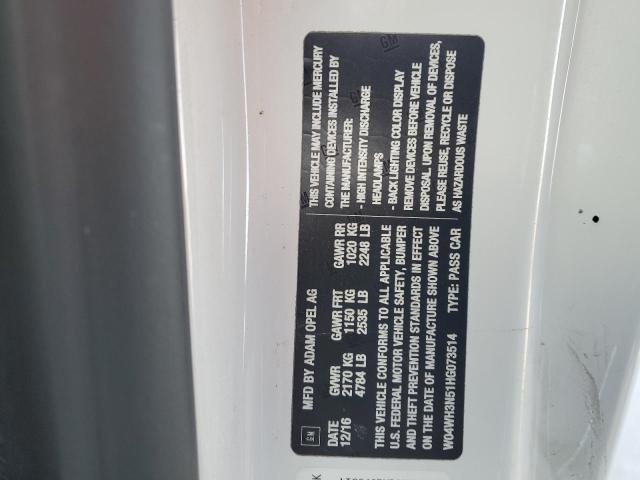 GM
MFD BY ADAM OPEL AG
DATE GVWR GAWR FRT GAWR RR
12/16 2170 KG 1150 KG 1020 KG
4784 LB 2535 LB 2248 LB
THIS VEHICLE CONFORMS TO ALL APPLICABLE
U.S. FEDERAL MOTOR VEHICLE SAFETY, BUMPER
AND THEFT PREVENTION STANDARDS IN EFFECT
ON DATE OF MANUFACTURE SHOWN ABOVE
W04WH3N51HG073514 TYPE: PASS CAR
THIS VEHICLE MAY INCLUDE MERCURY
CONTAINING DEVICES INSTALLED BY
THE MANUFACTURER:
- HIGH INTENSITY DISCHARGE
HEADLAMPS
- BACK LIGHTING COLOR DISPLAY
REMOVE DEVICES BEFORE VEHICLE
DISPOSAL. UPON REMOVAL OF DEVICES,
PLEASE REUSE, RECYCLE OR DISPOSE
AS HAZARDOUS WASTE
GM